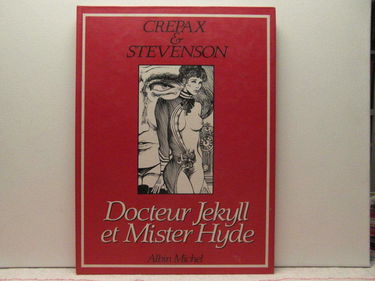 CREPAX
&
STEVENSON
Docteur Jekyll
et Mister Hyde
Albin Michel